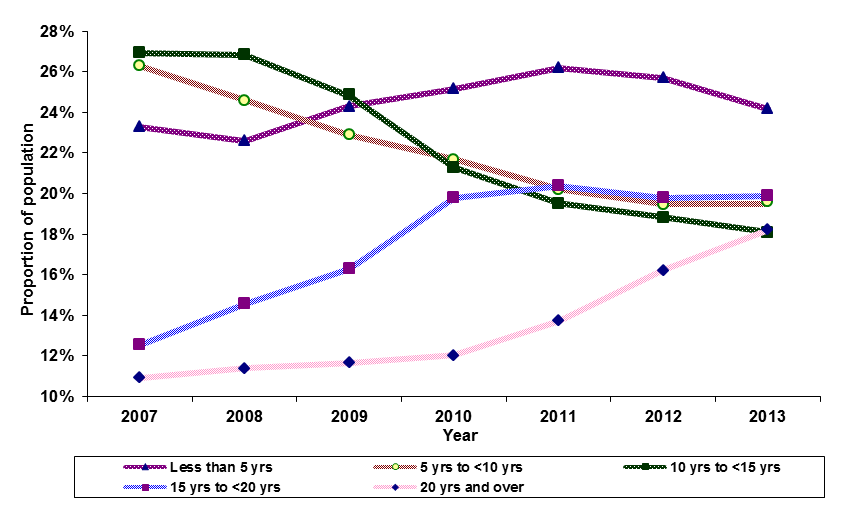 28%
26%
24%
22%
20%
18%
16%
14%
12%
10%
Proportion of population
2007 2008 2009 2010 2011 2012 2013
Year
Less than 5 yrs 5 yrs to <10 yrs 10 yrs to <15 yrs
15 yrs to <20 yrs 20 yrs and over